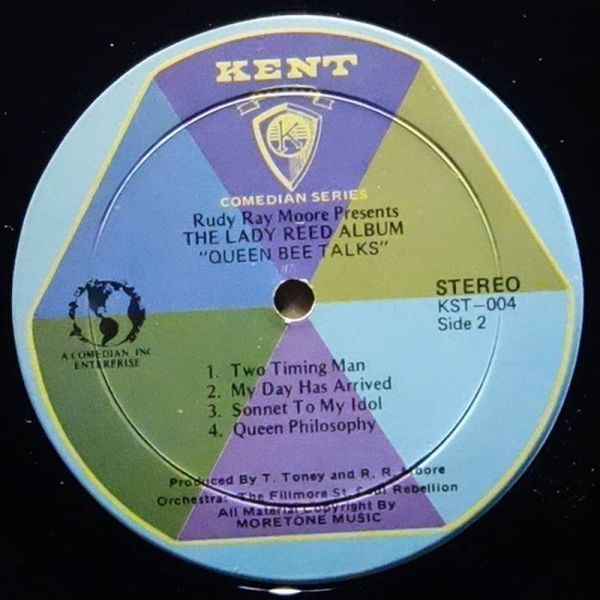 KENT
K
COMEDIAN SERIES
Rudy Ray Moore Presents
THE LADY REED ALBUM
"QUEEN BEE TALKS"
STEREO
KST-004
Side 2
A COMEDIAN, INC
ENTERPRISE
1. Two Timing Man
2. My Day Has Arrived
3. Sonnet To My Idol
4. Queen Philosophy
Produced By T. Toney and R. R. Moore
Orchestra: The Fillmore St. Soul Rebellion
All Material Copyright By
MORETONE MUSIC